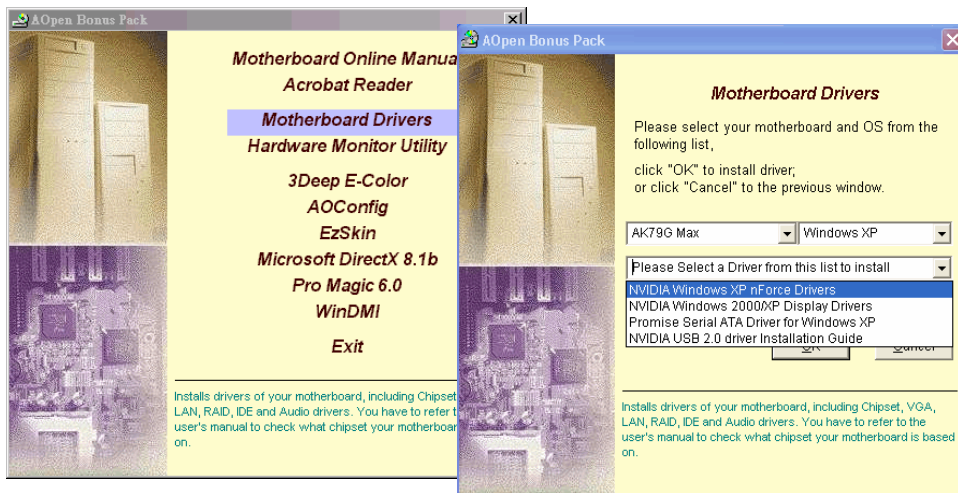 AOpen Bonus Pack
Motherboard Online Manua
Acrobat Reader
Motherboard Drivers
Hardware Monitor Utility
3Deep E-Color
AOConfig
EzSkin
Microsoft DirectX 8.1b
Pro Magic 6.0
WinDMI
Exit
Installs drivers of your motherboard, including Chipset
LAN, RAID, IDE and Audio drivers. You have to refer t
user's manual to check what chipset your motherboar
on.
AOpen Bonus Pack
Motherboard Drivers
Please select your motherboard and OS from the
following list,
click "OK" to install driver;
or click "Cancel" to the previous window.
AK79G Max
Windows XP
Please Select a Driver from this list to install
NVIDIA Windows XP nForce Drivers
NVIDIA Windows 2000/XP Display Drivers
Promise Serial ATA Driver for Windows XP
NVIDIA USB 2.0 driver Installation Guide
Installs drivers of your motherboard, including Chipset, VGA,
LAN, RAID, IDE and Audio drivers. You have to refer to the
user's manual to check what chipset your motherboard is based
on.